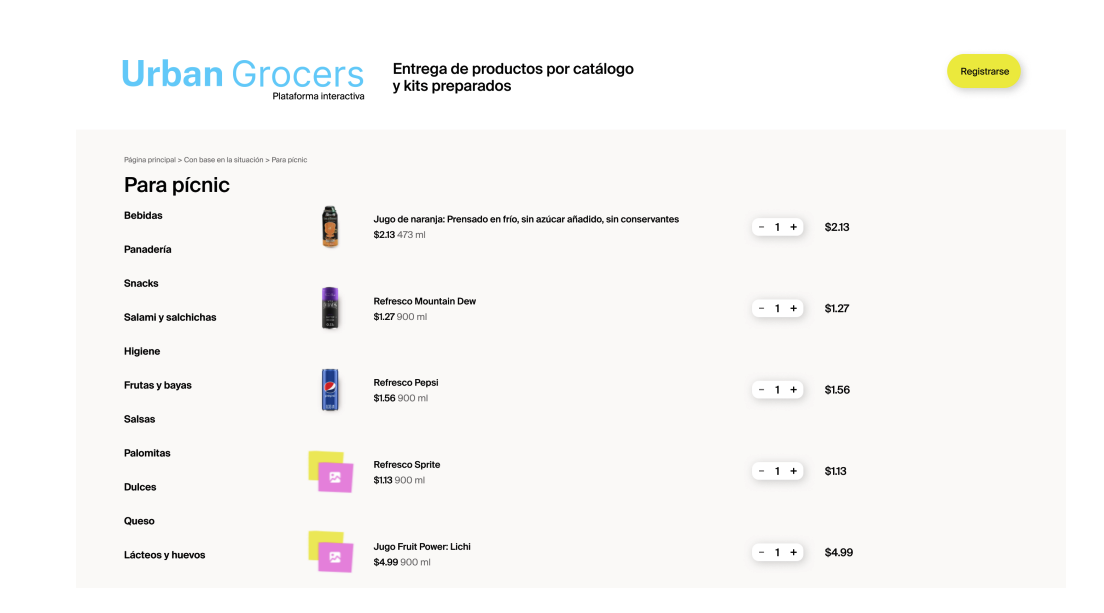 Urban Grocers
Plataforma interactiva
Entrega de productos por catálogo
y kits preparados
Registrarse
Página principal > Con base en la situación > Para pícnic
Para pícnic
Bebidas
Panadería
Snacks
Salami y salchichas
Higiene
Frutas y bayas
Salsas
Palomitas
Dulces
Queso
Lácteos y huevos
Jugo de naranja: Prensado en frío, sin azúcar añadido, sin conservantes
$2.13 473 ml
− 1 + $2.13
Refresco Mountain Dew
$1.27 900 ml
− 1 + $1.27
Refresco Pepsi
$1.56 900 ml
− 1 + $1.56
Refresco Sprite
$1.13 900 ml
− 1 + $1.13
Jugo Fruit Power: Lichi
$4.99 900 ml
− 1 + $4.99